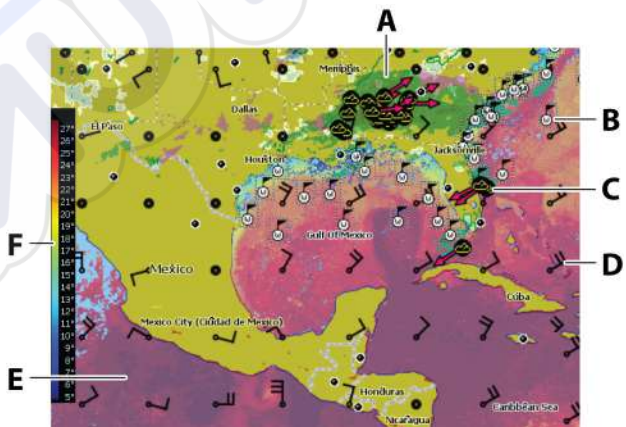 A
Memphis
Dallas
El Paso
B
Jacksonville
Houston
C
F
Gulf Of Mexico
Mexico
D
Cuba
Mexico City (Ciudad de Mexico)
E
Honduras
Caribbean Sea
Nicaragua
27°
26°
25°
24°
23°
22°
21°
20°
19°
18°
17°
16°
15°
14°
13°
12°
11°
10°
9°
8°
7°
6°
5°